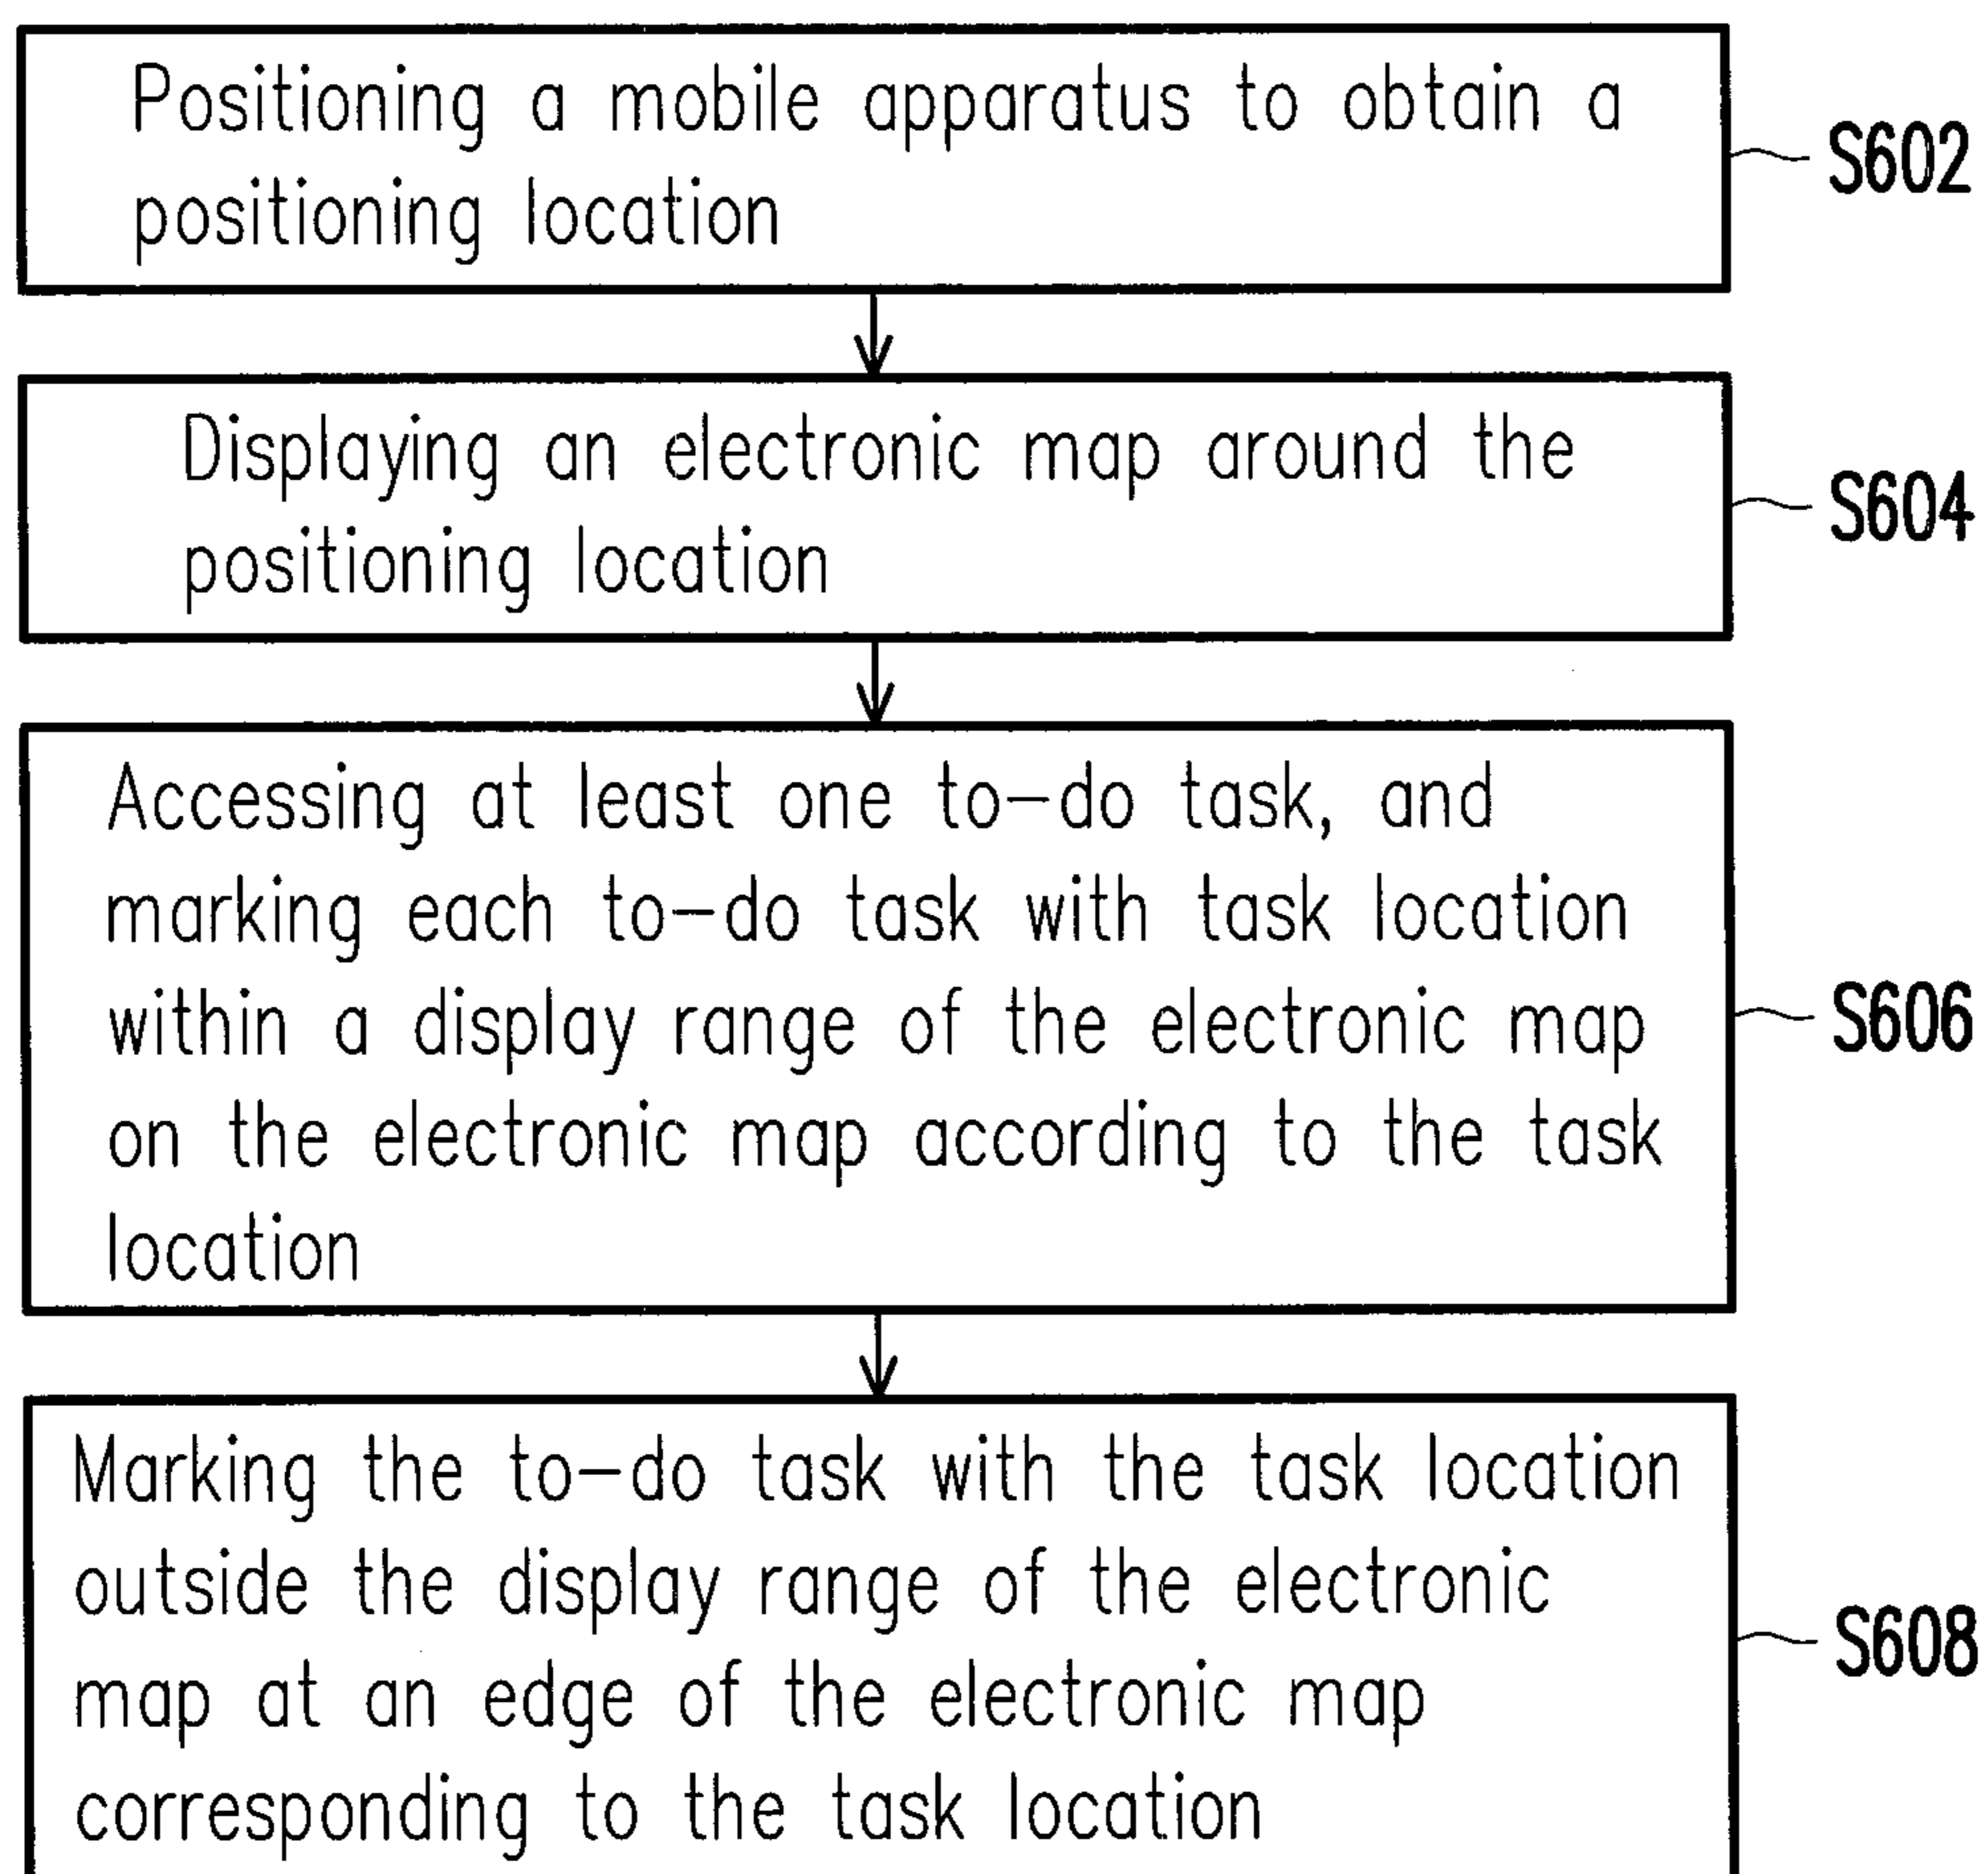 Positioning a mobile apparatus to obtain a
positioning location
S602
Displaying an electronic map around the
positioning location
S604
Accessing at least one to-do task, and
marking each to-do task with task location
within a display range of the electronic map
on the electronic map according to the task
location
S606
Marking the to-do task with the task location
outside the display range of the electronic
map at an edge of the electronic map
corresponding to the task location
S608